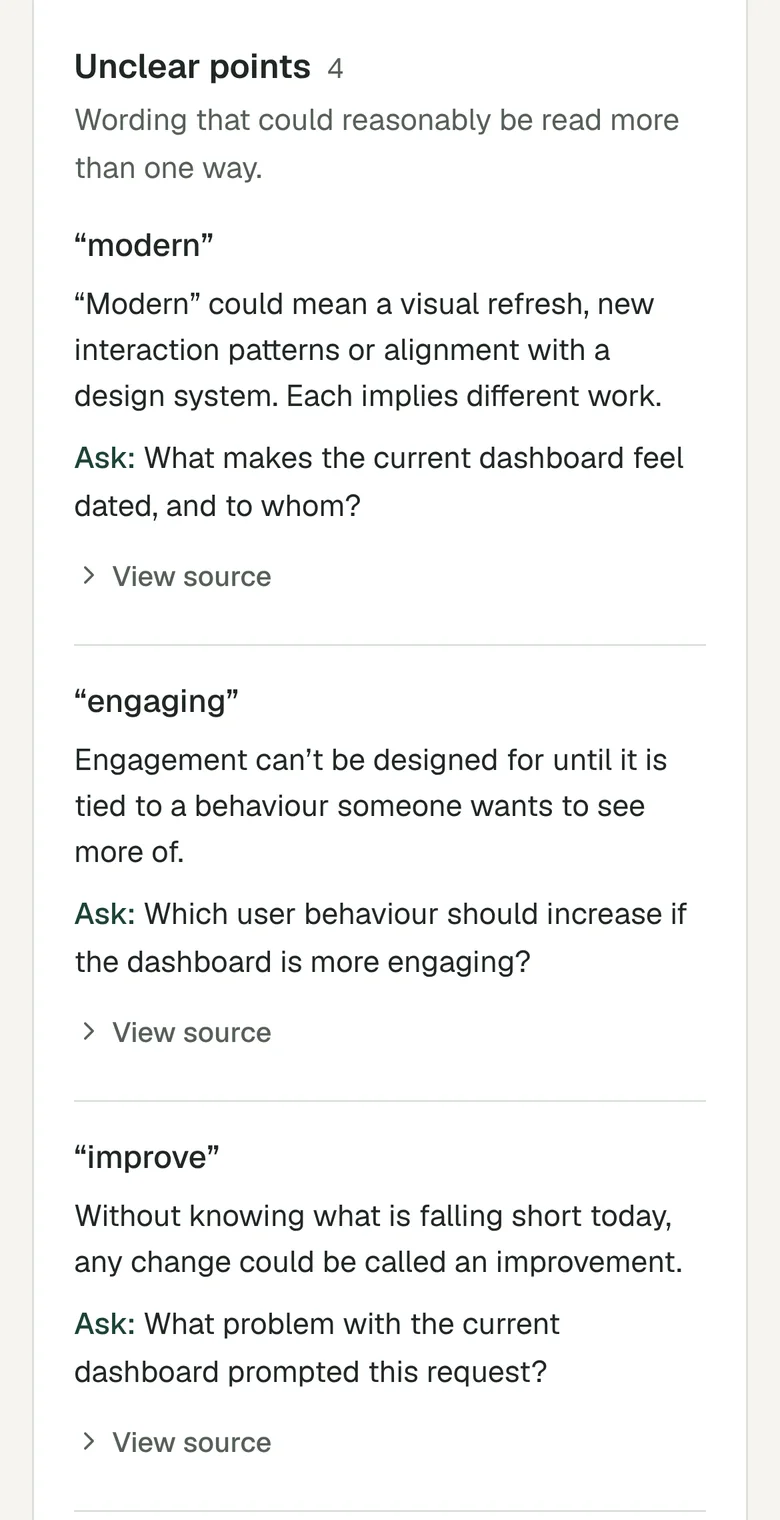 Unclear points 4
Wording that could reasonably be read more
than one way.
“modern”
“Modern” could mean a visual refresh, new
interaction patterns or alignment with a
design system. Each implies different work.
Ask: What makes the current dashboard feel
dated, and to whom?
View source
“engaging”
Engagement can’t be designed for until it is
tied to a behaviour someone wants to see
more of.
Ask: Which user behaviour should increase if
the dashboard is more engaging?
View source
“improve”
Without knowing what is falling short today,
any change could be called an improvement.
Ask: What problem with the current
dashboard prompted this request?
View source